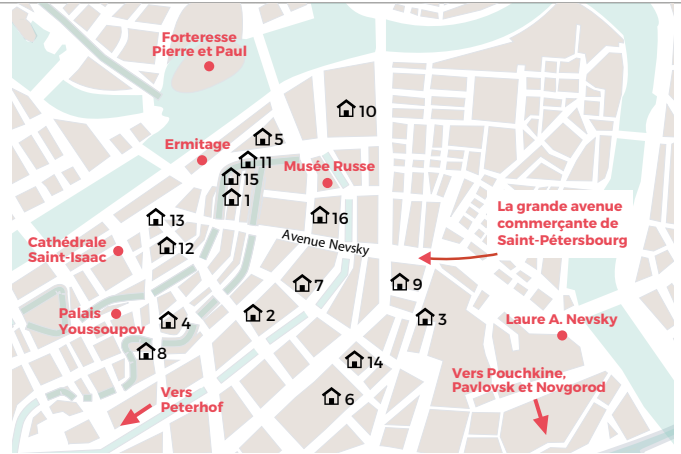 Forteresse
Pierre et Paul
10
5
Ermitage
11
Musée Russe
15
1
13
16
La grande avenue
commerçante de
Saint-Pétersbourg
Avenue Nevsky
Cathédrale
Saint-Isaac
12
7
9
Palais
Youssoupov
4
2
3
Laure A. Nevsky
8
14
Vers Pouchkine,
Pavlovsk et Novgorod
Vers
Peterhof
6